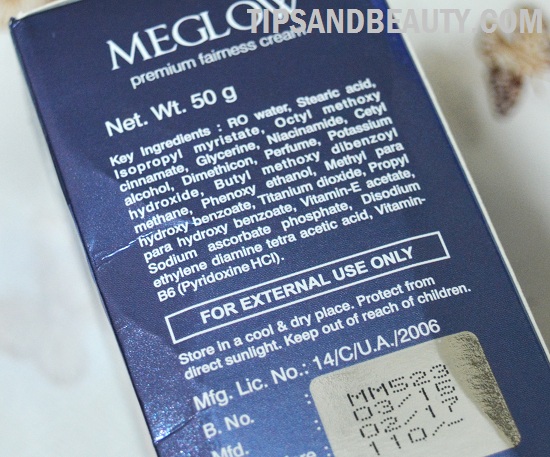 TIPSANDBEAUTY.COM
MEGLOW
premium fairness cream
Net. Wt. 50 g
Key Ingredients : RO water, Stearic acid,
Isopropyl myristate, Octyl methoxy
cinnamate, Glycerine, Niacinamide, Cetyl
alcohol, Dimethicon, Perfume, Potassium
hydroxide, Butyl methoxy dibenzoyl
methane, Phenoxy ethanol, Methyl para
hydroxy benzoate, Titanium dioxide, Propyl
para hydroxy benzoate, Vitamin-E acetate,
Sodium ascorbate phosphate, Disodium
ethylene diamine tetra acetic acid, Vitamin-
B6 (Pyridoxine HCl).
FOR EXTERNAL USE ONLY
Store in a cool & dry place. Protect from
direct sunlight. Keep out of reach of children.
Mfg. Lic. No.: 14/C/U.A./2006
B. No. : MM523
Mfd. : 03/15
02/17
110/-